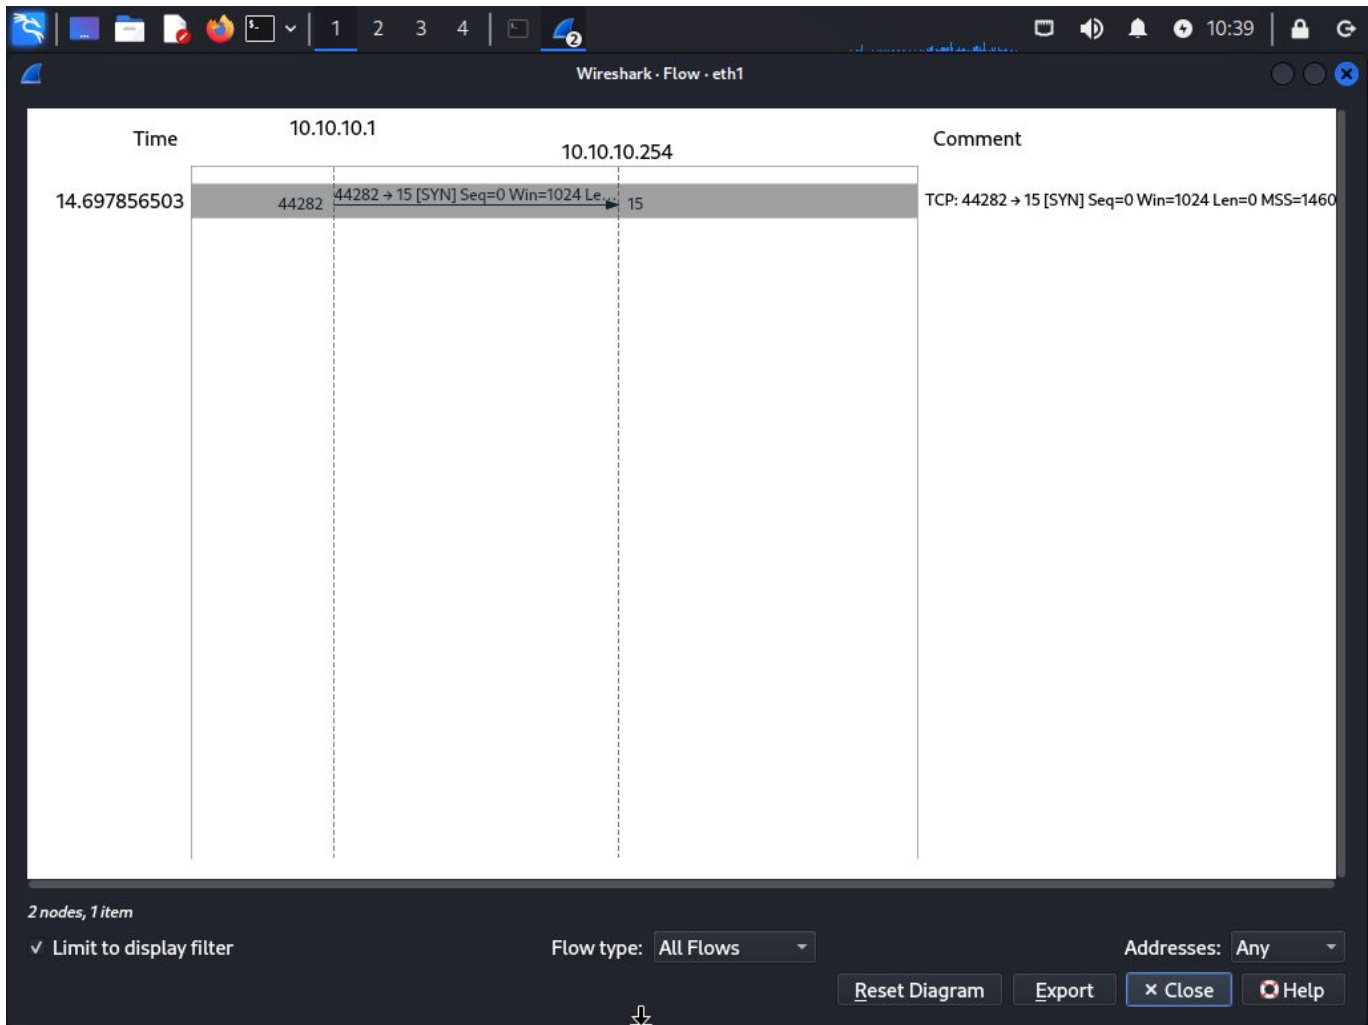 1 2 3 4 2 10:39
Wireshark · Flow · eth1
Time 10.10.10.1 10.10.10.254 Comment
14.697856503 44282 44282 → 15 [SYN] Seq=0 Win=1024 Le... 15 TCP: 44282 → 15 [SYN] Seq=0 Win=1024 Len=0 MSS=1460
2 nodes, 1 item
Limit to display filter Flow type: All Flows Addresses: Any
Reset Diagram Export Close Help